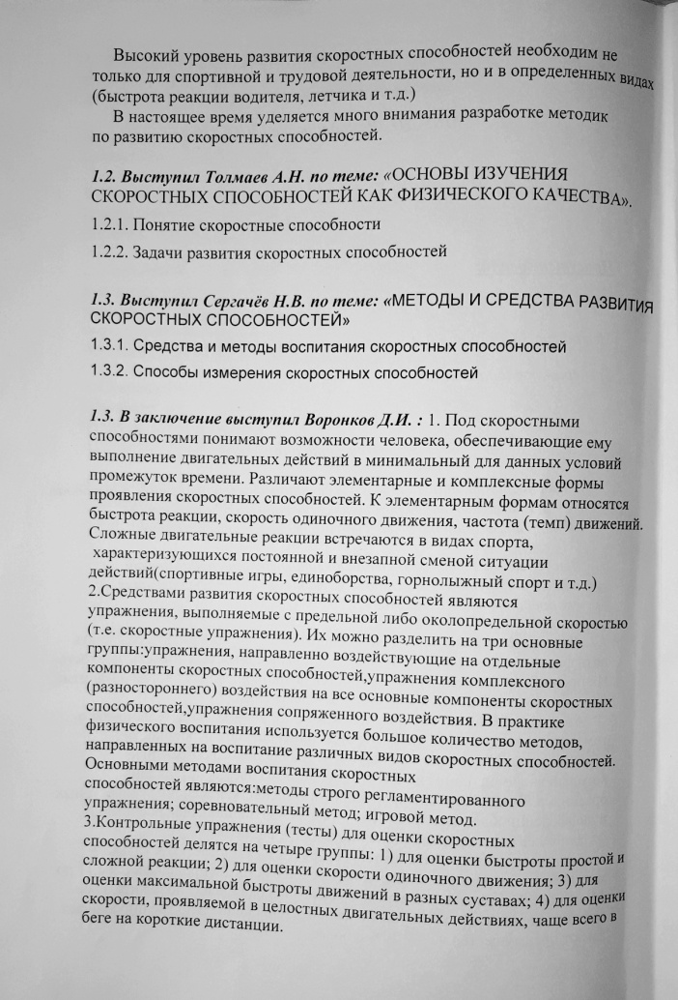 Высокий уровень развития скоростных способностей необходим не
только для спортивной и трудовой деятельности, но и в определенных видах
(быстрота реакции водителя, летчика и т.д.)
В настоящее время уделяется много внимания разработке методик
по развитию скоростных способностей.
1.2. Выступил Толмаев А.Н. по теме: «ОСНОВЫ ИЗУЧЕНИЯ
СКОРОСТНЫХ СПОСОБНОСТЕЙ КАК ФИЗИЧЕСКОГО КАЧЕСТВА».
1.2.1. Понятие скоростные способности
1.2.2. Задачи развития скоростных способностей
1.3. Выступил Сергачёв Н.В. по теме: «МЕТОДЫ И СРЕДСТВА РАЗВИТИЯ
СКОРОСТНЫХ СПОСОБНОСТЕЙ»
1.3.1. Средства и методы воспитания скоростных способностей
1.3.2. Способы измерения скоростных способностей
1.3. В заключение выступил Воронков Д.И. : 1. Под скоростными
способностями понимают возможности человека, обеспечивающие ему
выполнение двигательных действий в минимальный для данных условий
промежуток времени. Различают элементарные и комплексные формы
проявления скоростных способностей. К элементарным формам относятся
быстрота реакции, скорость одиночного движения, частота (темп) движений.
Сложные двигательные реакции встречаются в видах спорта,
характеризующихся постоянной и внезапной сменой ситуации
действий(спортивные игры, единоборства, горнолыжный спорт и т.д.)
2.Средствами развития скоростных способностей являются
упражнения, выполняемые с предельной либо околопредельной скоростью
(т.е. скоростные упражнения). Их можно разделить на три основные
группы:упражнения, направленно воздействующие на отдельные
компоненты скоростных способностей,упражнения комплексного
(разностороннего) воздействия на все основные компоненты скоростных
способностей,упражнения сопряженного воздействия. В практике
физического воспитания используется большое количество методов,
направленных на воспитание различных видов скоростных способностей.
Основными методами воспитания скоростных
способностей являются:методы строго регламентированного
упражнения; соревновательный метод; игровой метод.
3.Контрольные упражнения (тесты) для оценки скоростных
способностей делятся на четыре группы: 1) для оценки быстроты простой и
сложной реакции; 2) для оценки скорости одиночного движения; 3) для
оценки максимальной быстроты движений в разных суставах; 4) для оценки
скорости, проявляемой в целостных двигательных действиях, чаще всего в
беге на короткие дистанции.